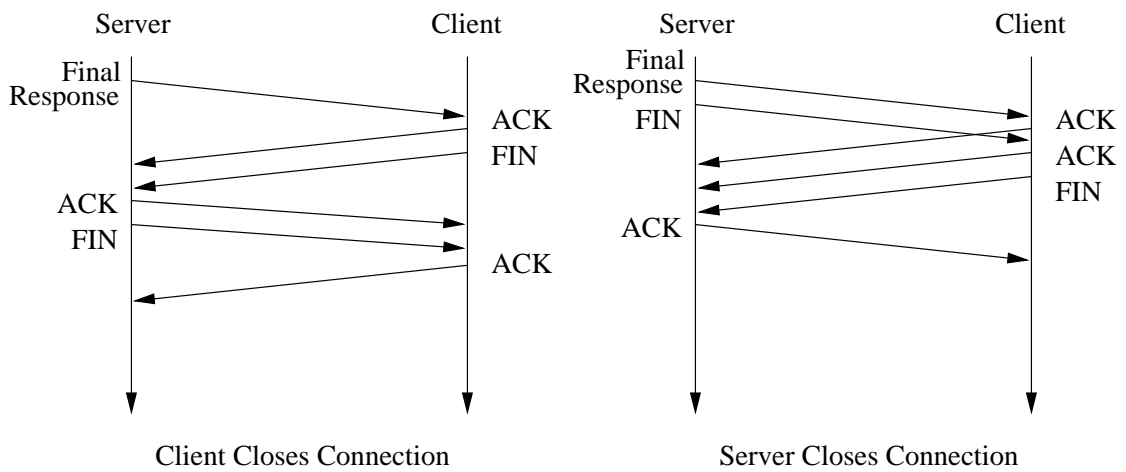 Server
Client
Final
Response
ACK
FIN
ACK
FIN
ACK
Client Closes Connection
Server
Client
Final
Response
FIN
ACK
ACK
FIN
ACK
Server Closes Connection